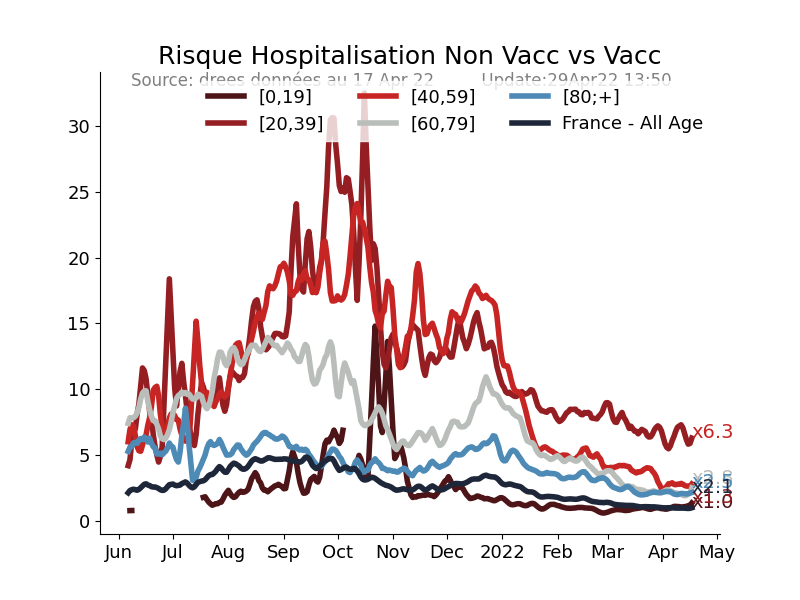 Risque Hospitalisation Non Vacc vs Vacc
Source: drees données au 17 Apr 22 Update:29Apr22 13:50
[0,19] [40,59] [80;+]
[20,39] [60,79] France - All Age
30
25
20
15
10
5
0
x6.3
x2.1
x1.0
Jun Jul Aug Sep Oct Nov Dec 2022 Feb Mar Apr May